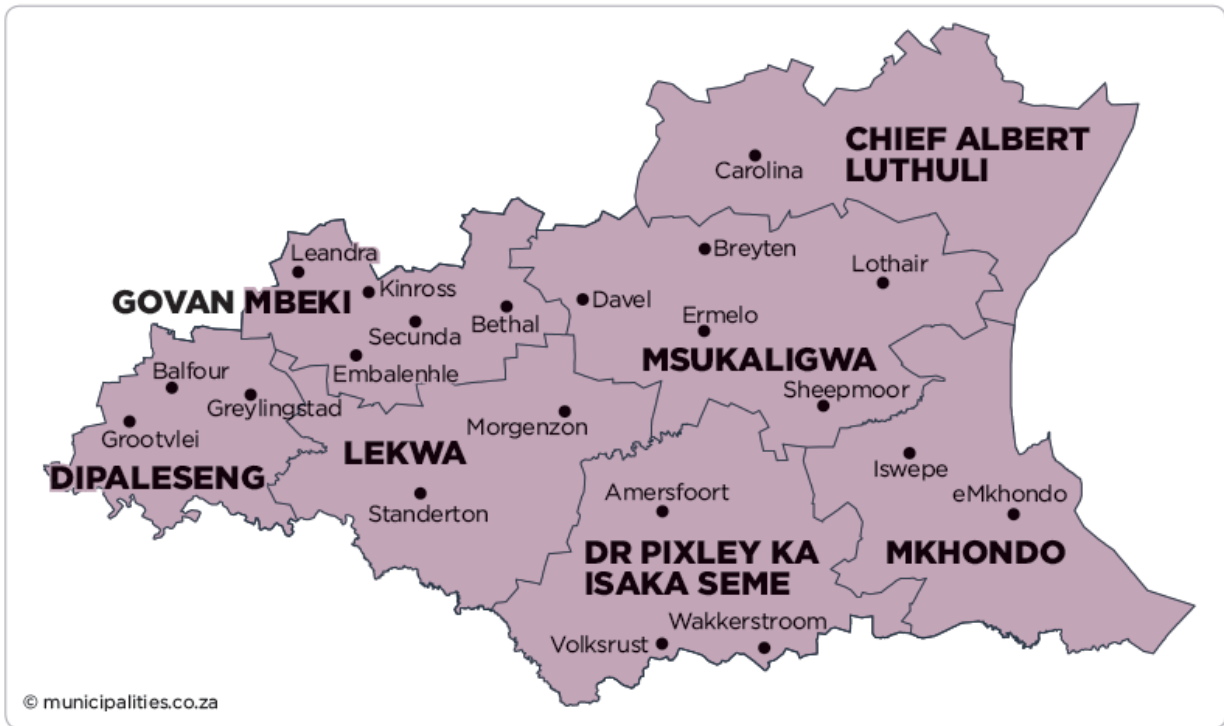 CHIEF ALBERT
LUTHULI
Carolina
Breyten
Lothair
Leandra
Kinross
GOVAN MBEKI
Davel
Bethal
Secunda
Ermelo
MSUKALIGWA
Embalenhle
Balfour
Sheepmoor
Greylingstad
Morgenzon
Grootvlei
LEKWA
DIPALESENG
Iswepe
Amersfoort
eMkhondo
Standerton
DR PIXLEY KA
ISAKA SEME
MKHONDO
Wakkerstroom
Volksrust
© municipalities.co.za